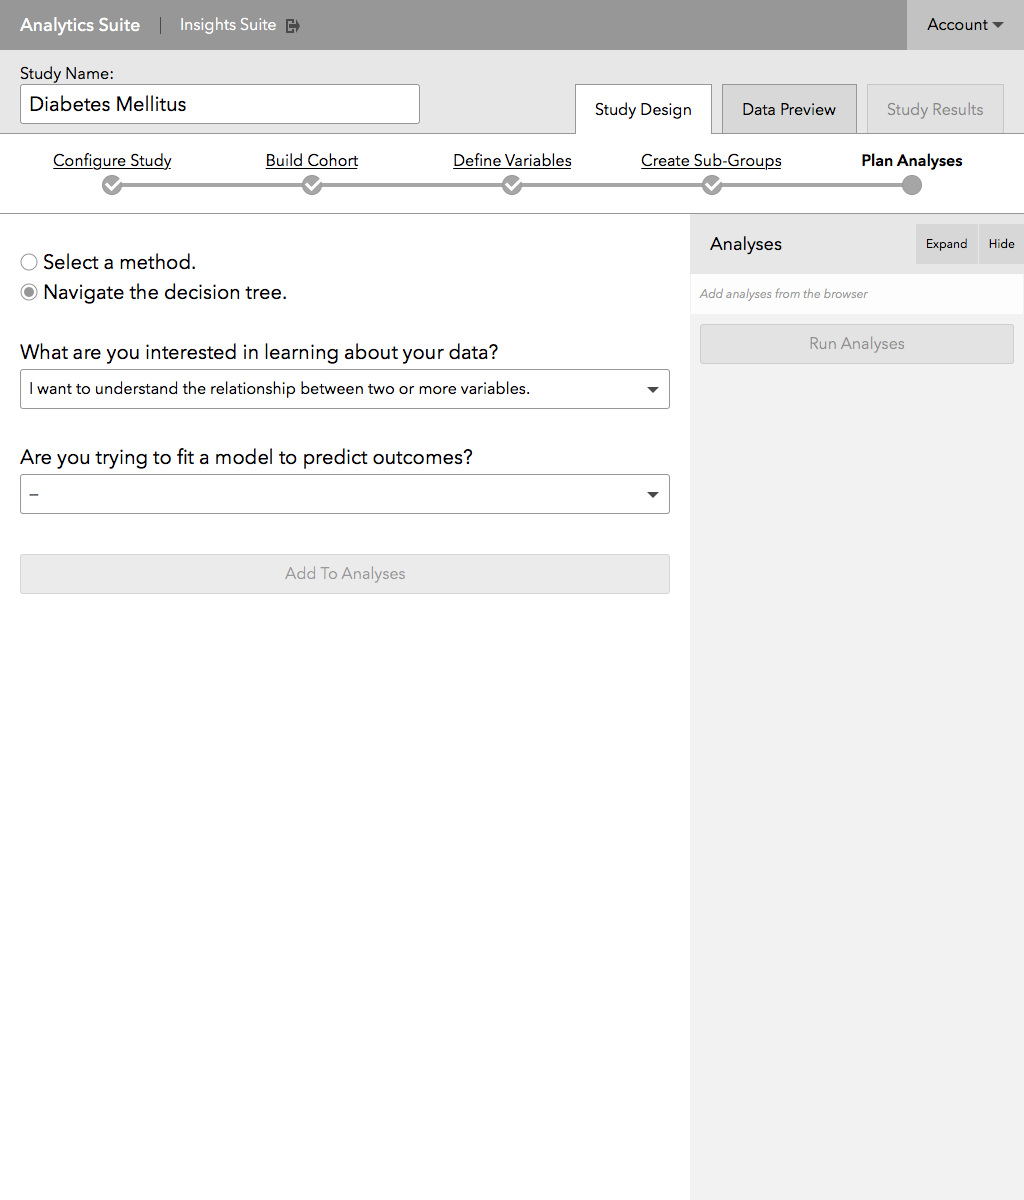 Analytics Suite | Insights Suite Account
Study Name:
Diabetes Mellitus
Study Design Data Preview Study Results
Configure Study Build Cohort Define Variables Create Sub-Groups Plan Analyses
Select a method.
Navigate the decision tree.
What are you interested in learning about your data?
I want to understand the relationship between two or more variables.
Are you trying to fit a model to predict outcomes?
–
Add To Analyses
Analyses Expand Hide
Add analyses from the browser
Run Analyses